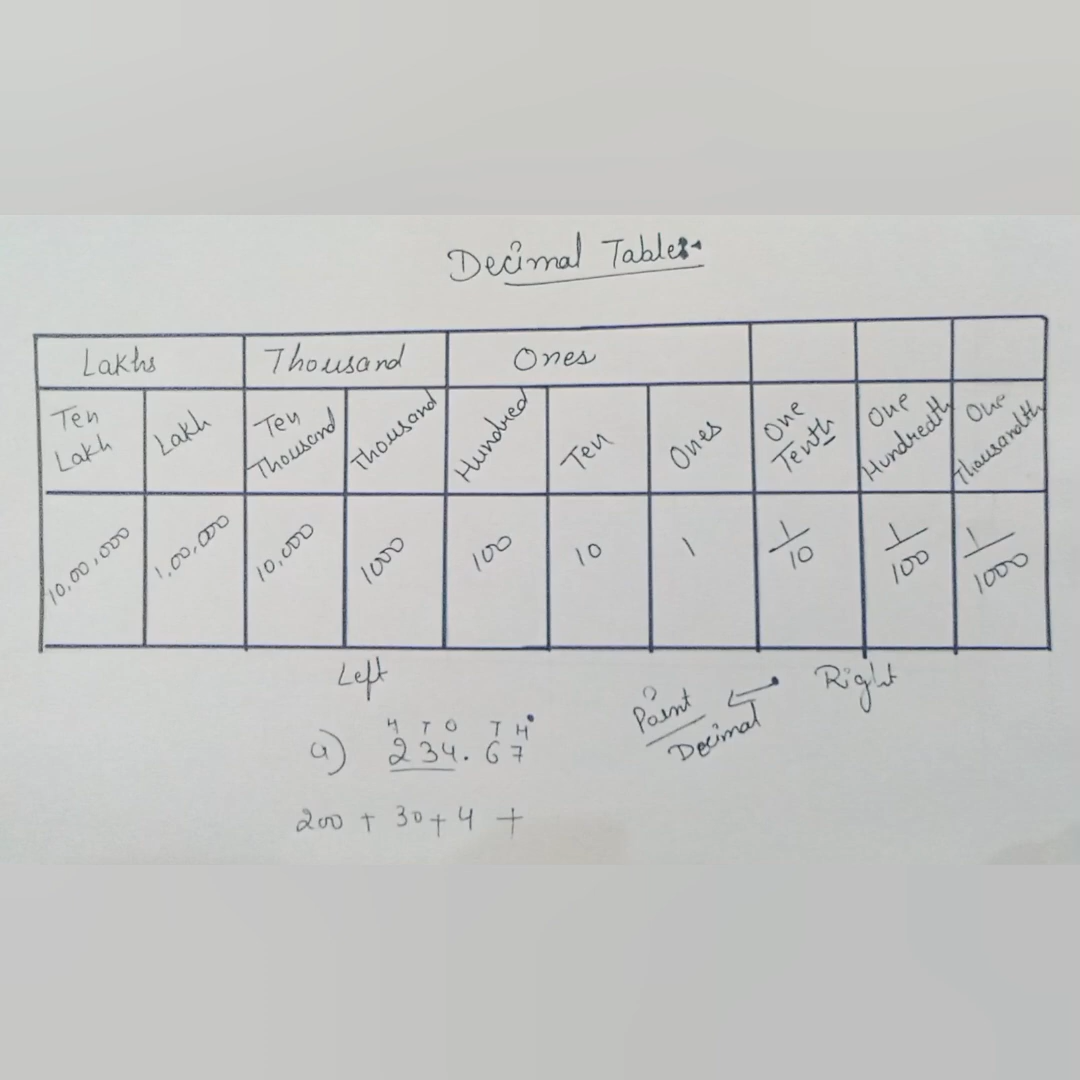 Decimal Table:-
Lakhs Thousand Ones
Ten Lakh Lakh Ten Thousand Thousand Hundred Ten Ones One Tenth One Hundredth One Thousandth
10,00,000 1,00,000 10,000 1000 100 10 1 1/10 1/100 1/1000
Left Right
Point
Decimal
H T O T H
a) 234.67
200 + 30 + 4 +